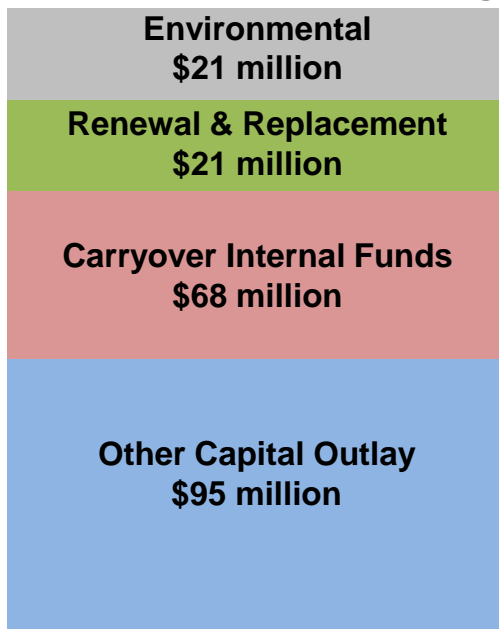 Environmental
$21 million
Renewal & Replacement
$21 million
Carryover Internal Funds
$68 million
Other Capital Outlay
$95 million